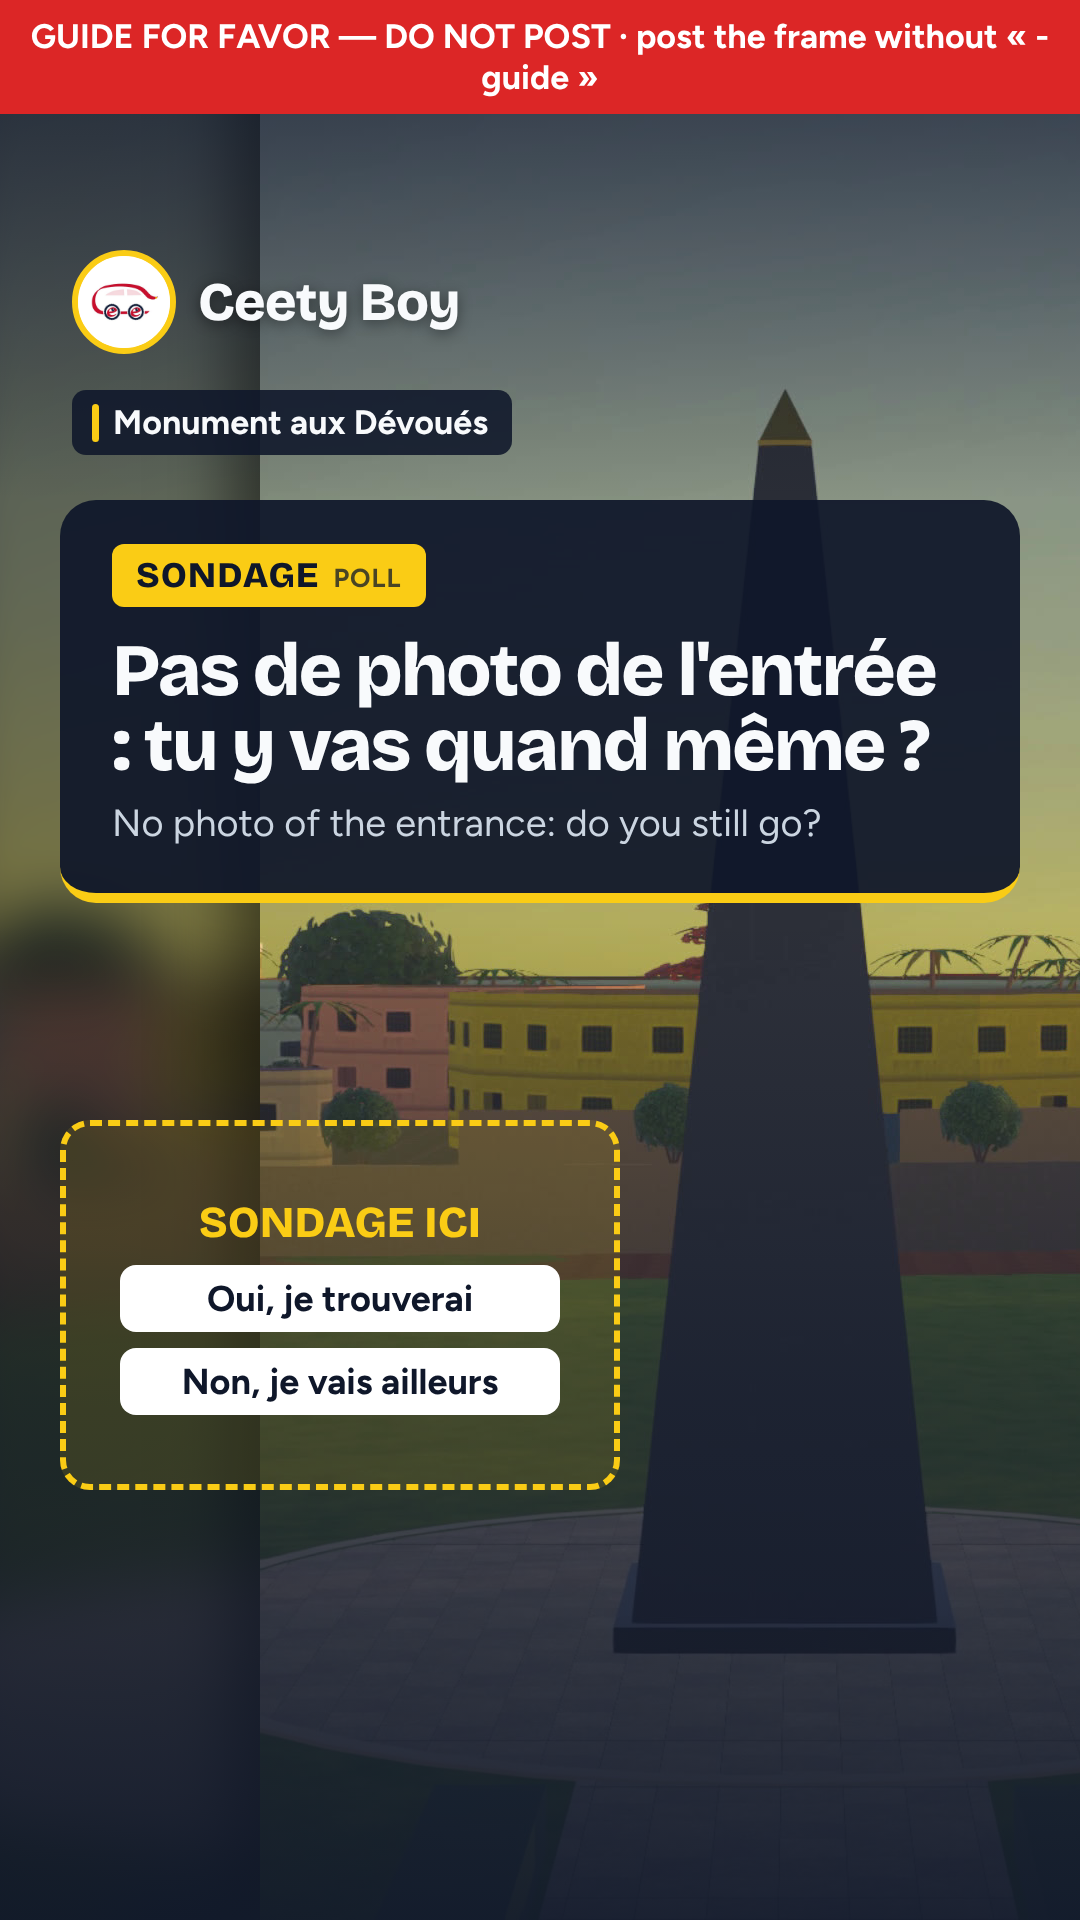 GUIDE FOR FAVOR — DO NOT POST · post the frame without « -
guide »
Ceety Boy
Monument aux Dévoués
SONDAGE POLL
Pas de photo de l'entrée
: tu y vas quand même ?
No photo of the entrance: do you still go?
SONDAGE ICI
Oui, je trouverai
Non, je vais ailleurs